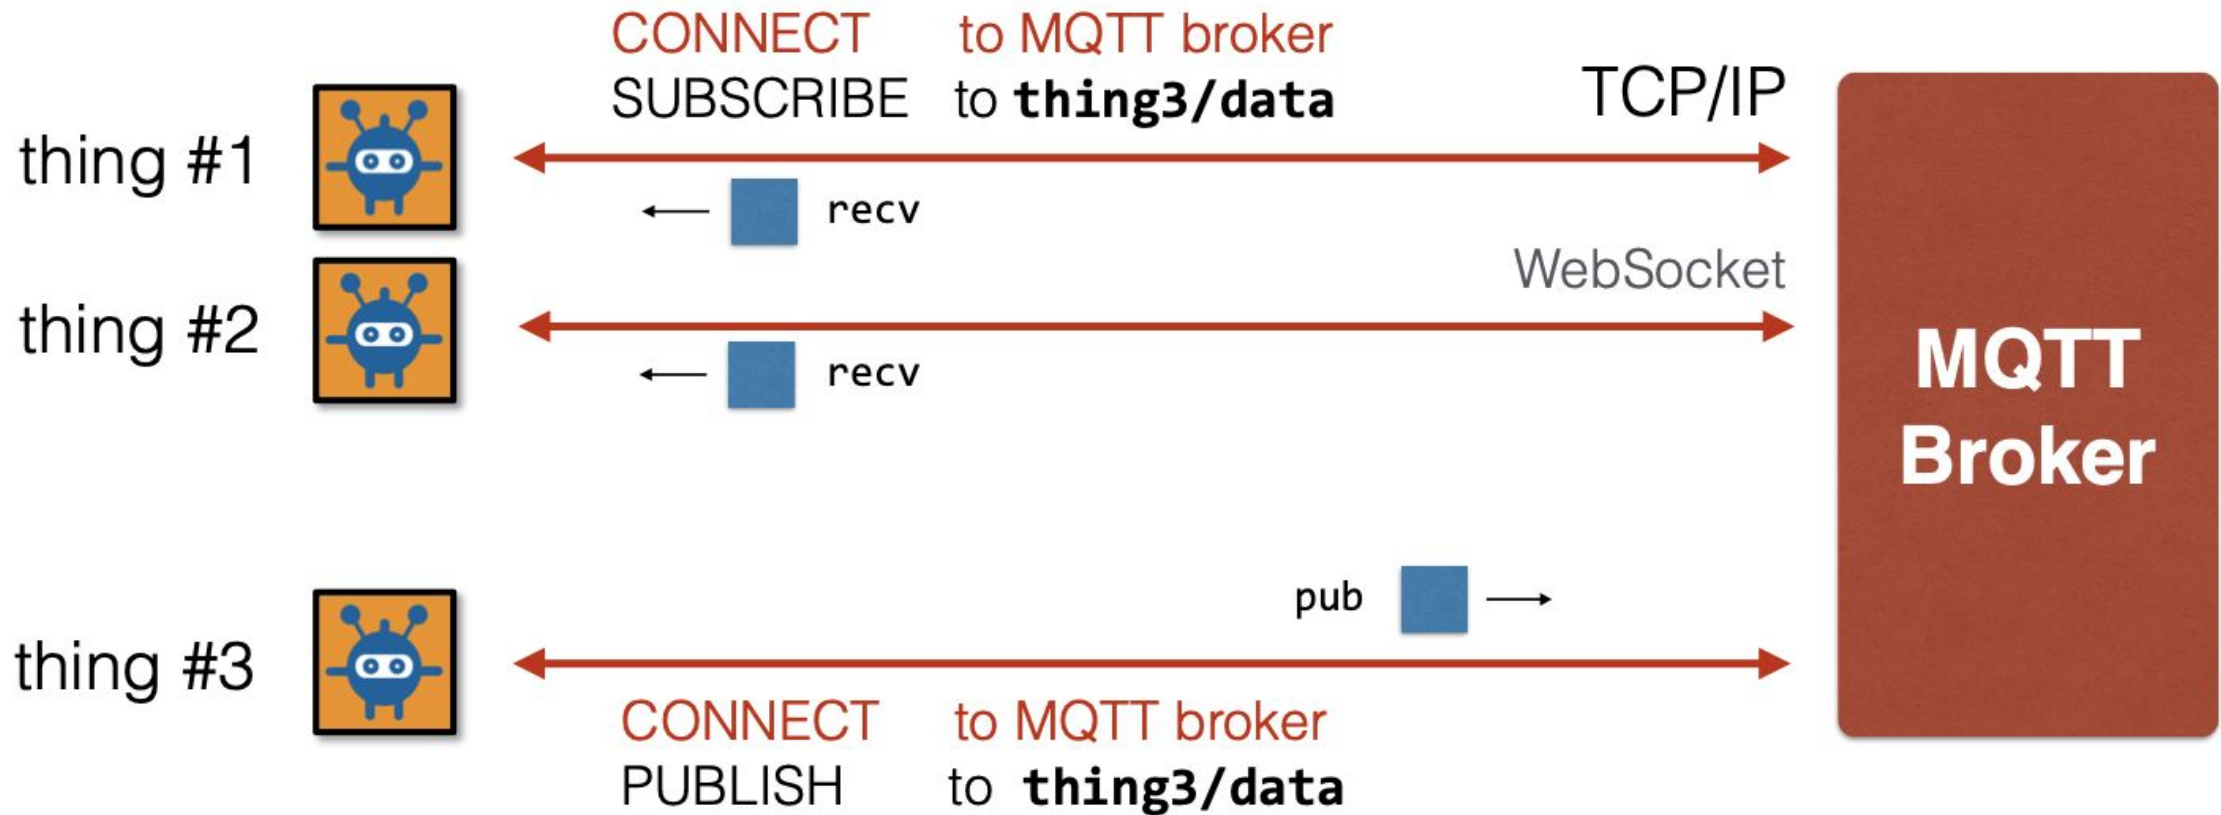 CONNECT to MQTT broker
SUBSCRIBE to thing3/data
TCP/IP
thing #1
recv
WebSocket
thing #2
recv
MQTT
Broker
pub
thing #3
CONNECT to MQTT broker
PUBLISH to thing3/data